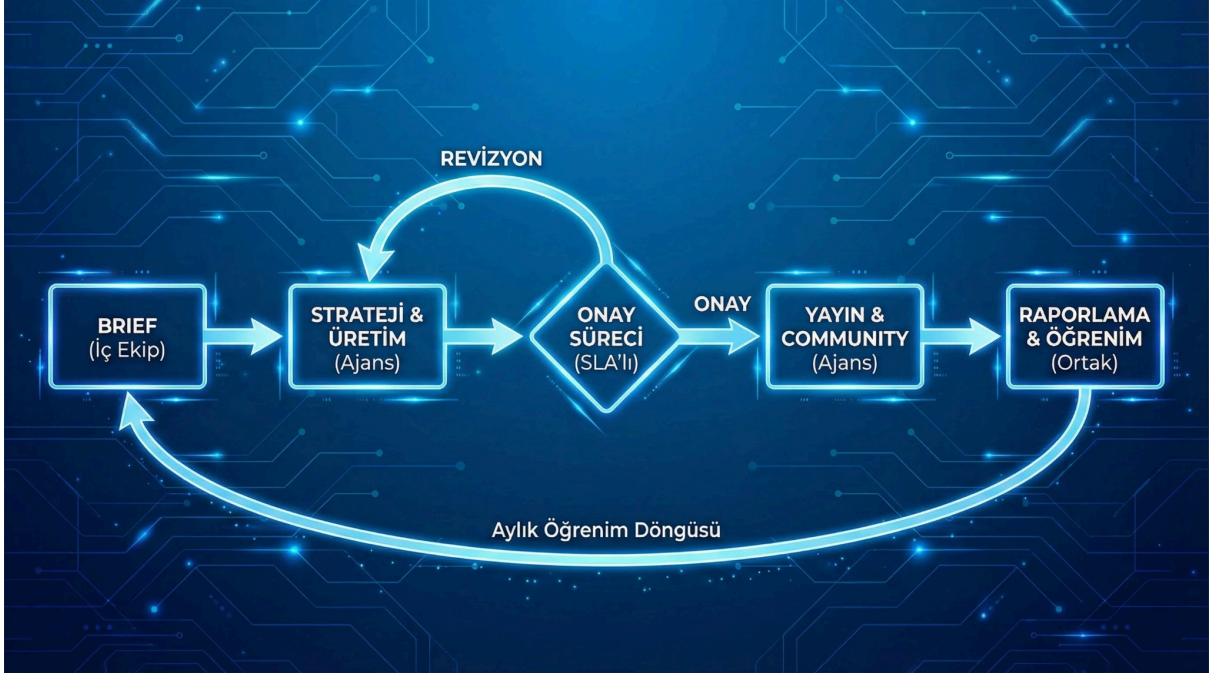 REVİZYON
BRIEF
(İç Ekip)
STRATEJİ &
ÜRETİM
(Ajans)
ONAY
SÜRECİ
(SLA'lı)
ONAY
YAYIN &
COMMUNITY
(Ajans)
RAPORLAMA
& ÖĞRENİM
(Ortak)
Aylık Öğrenim Döngüsü